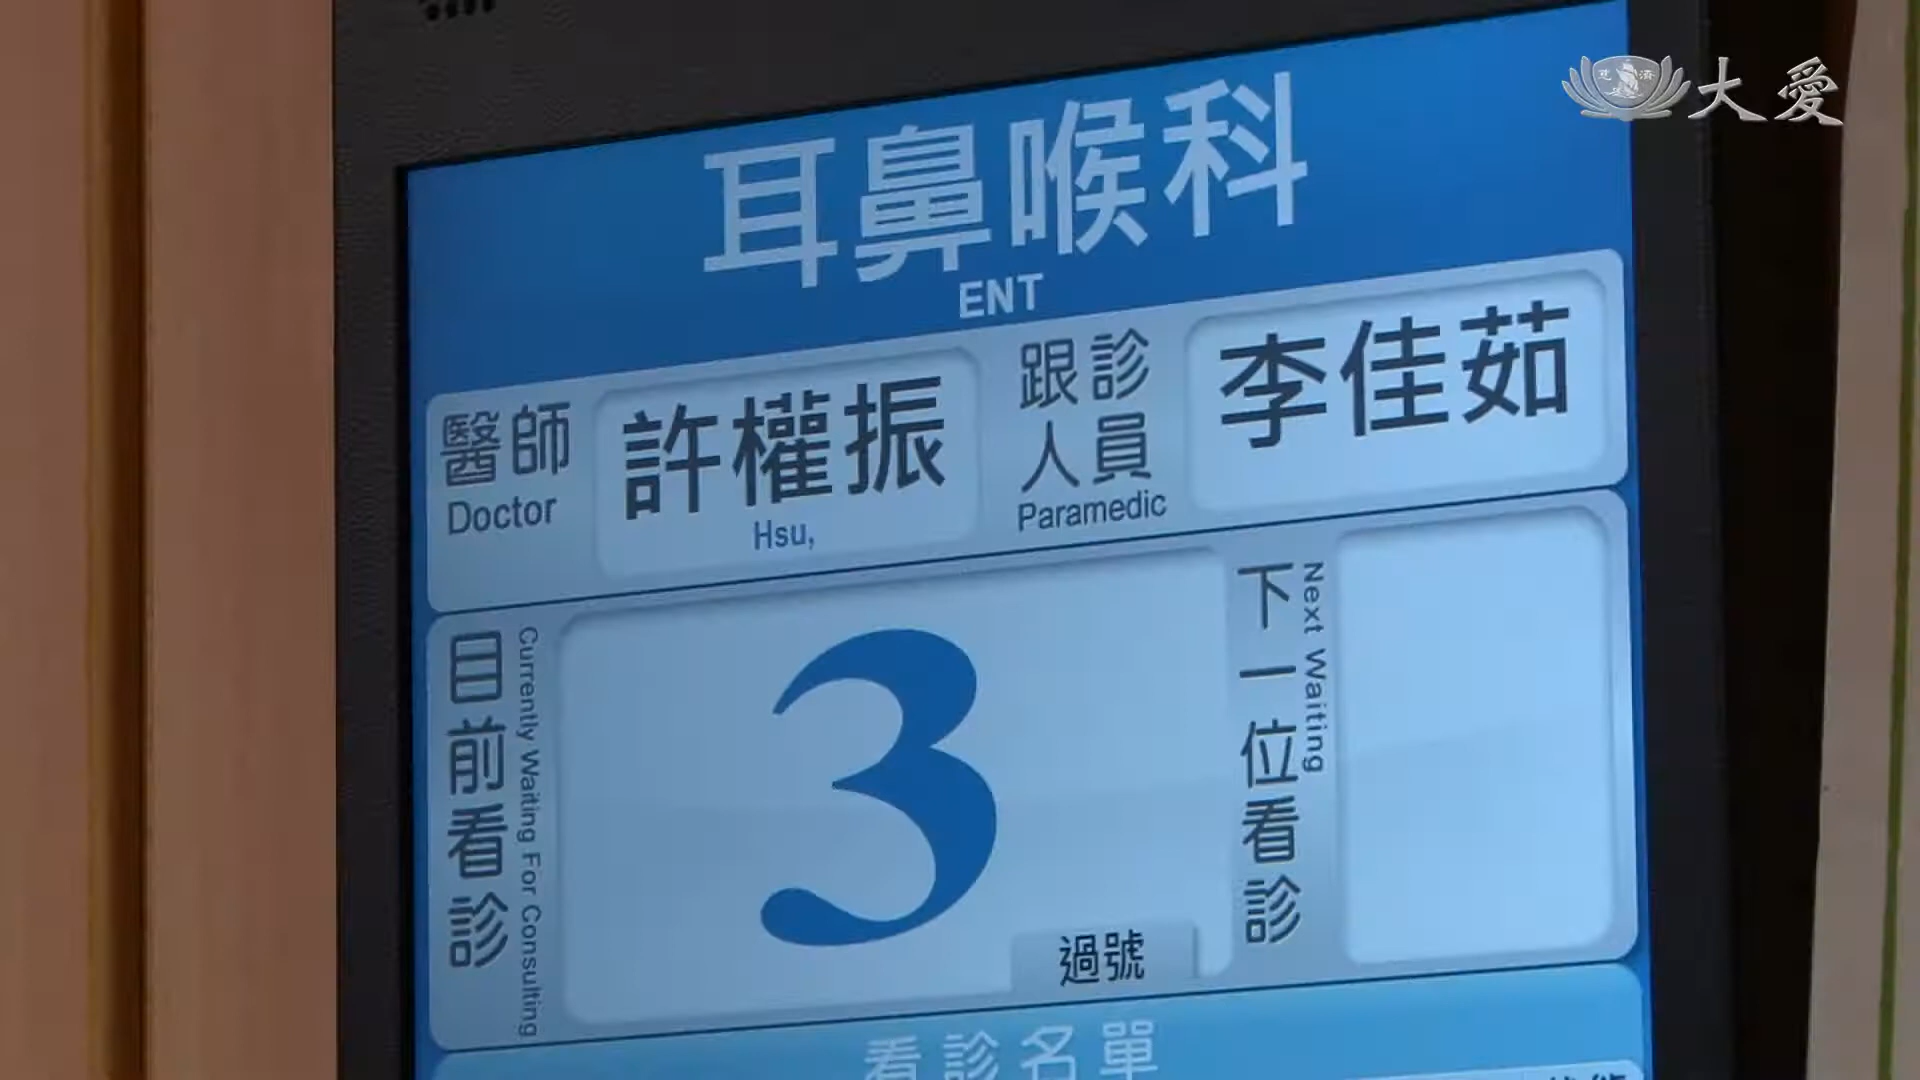 大愛
耳鼻喉科
ENT
醫師
Doctor
許權振
Hsu,
跟診
人員
Paramedic
李佳茹
目前看診
Currently Waiting For Consulting
3
過號
下一位看診
Next Waiting
看診名單